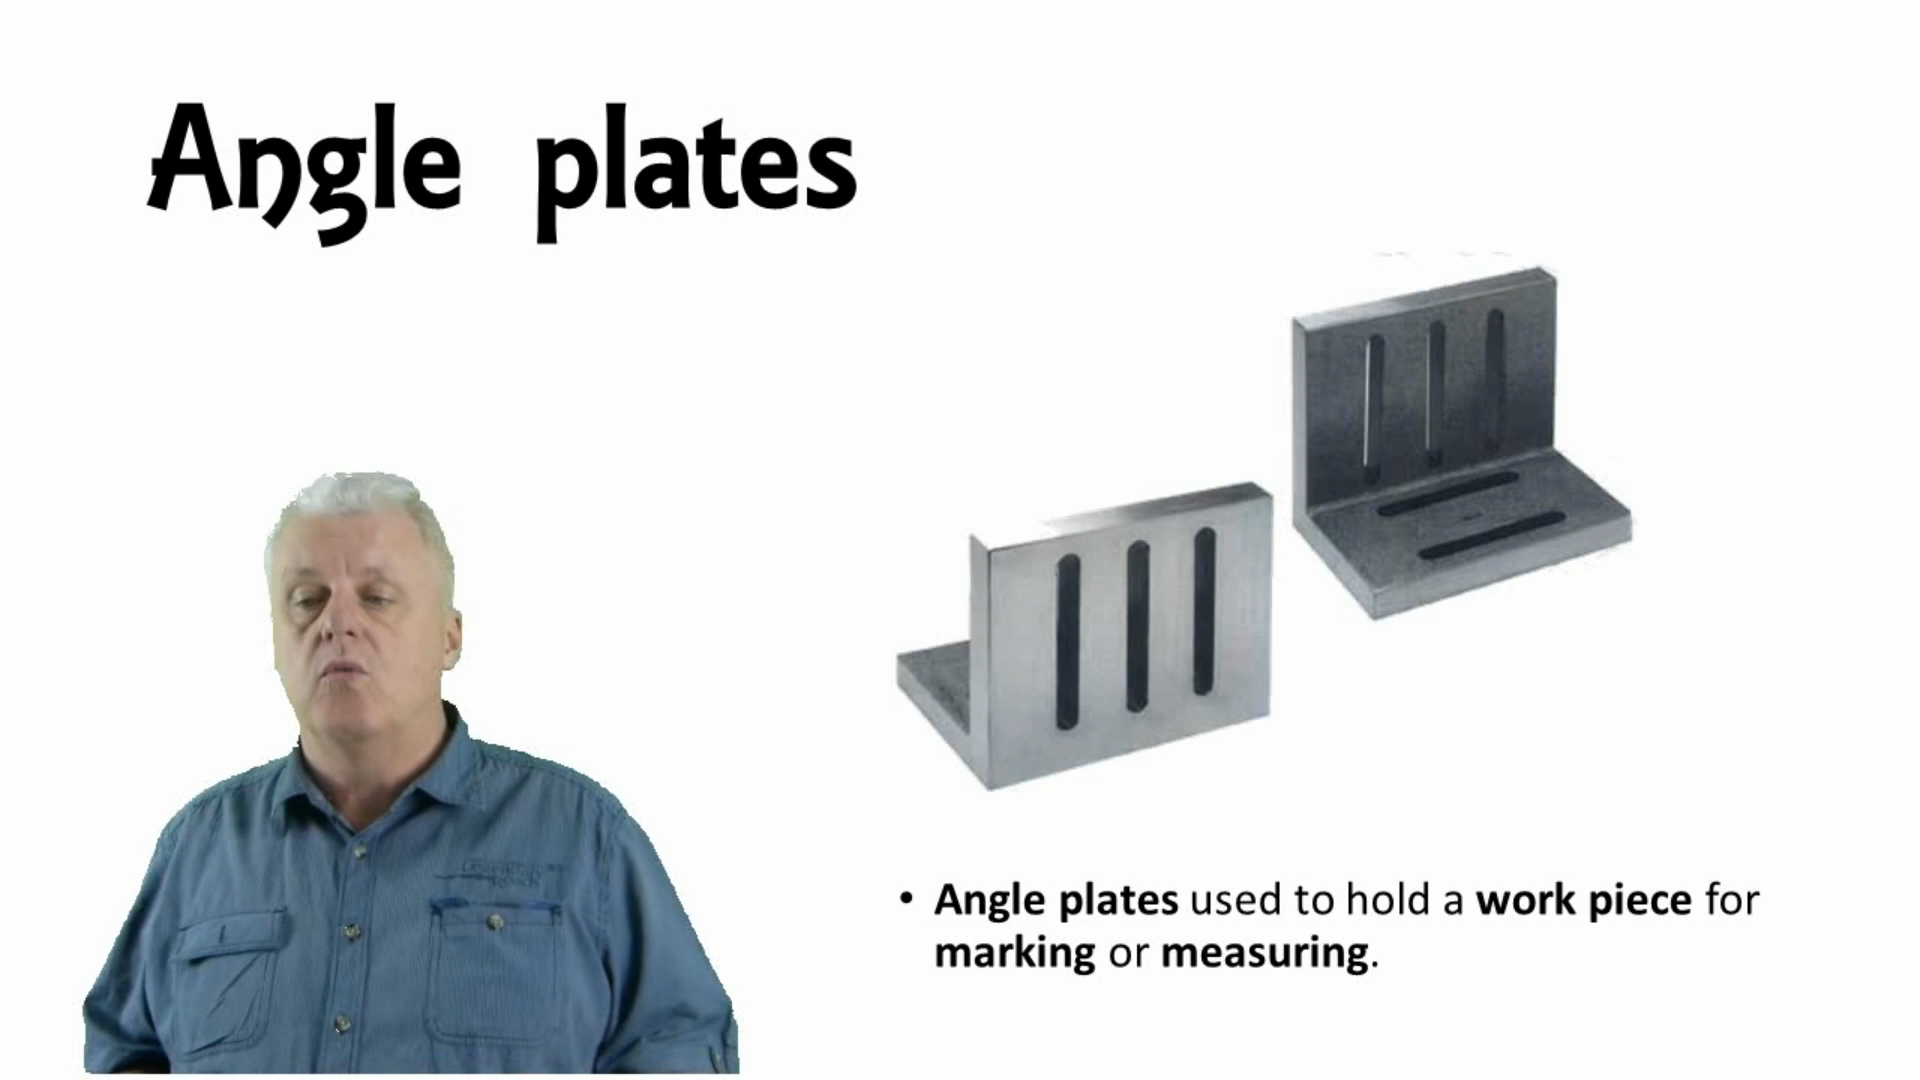 Angle plates
• Angle plates used to hold a work piece for
marking or measuring.